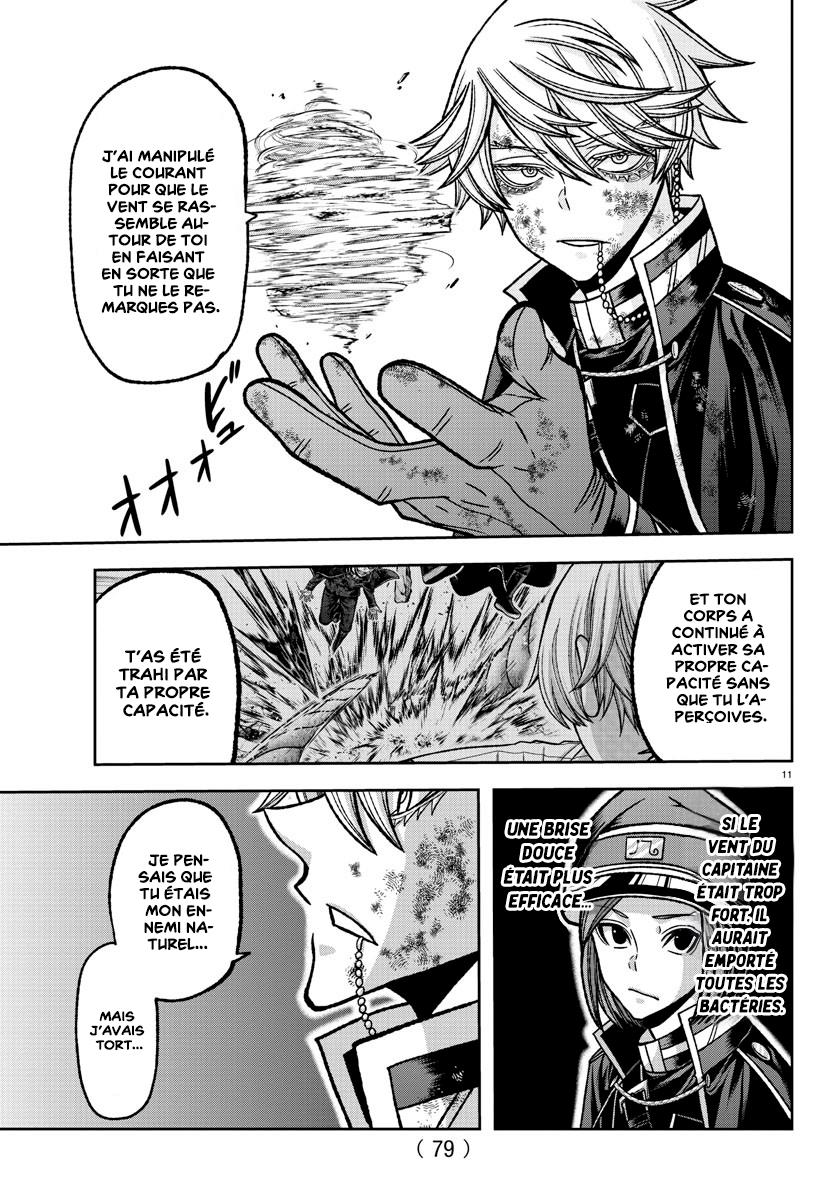 J'AI MANIPULÉ
LE COURANT
POUR QUE LE
VENT SE RAS-
SEMBLE AU-
TOUR DE TOI
EN FAISANT
EN SORTE QUE
TU NE LE RE-
MARQUES PAS.
ビュオオオ
ET TON
CORPS A
CONTINUÉ À
ACTIVER SA
PROPRE CA-
PACITÉ SANS
QUE TU L'A-
PERÇOIVES.
T'AS ÉTÉ
TRAHI PAR
TA PROPRE
CAPACITÉ.
11
SI LE
VENT DU
CAPITAINE
ÉTAIT TROP
FORT. IL
AURAIT
EMPORTÉ
TOUTES LES
BACTÉRIES.
UNE BRISE
DOUCE
ÉTAIT PLUS
EFFICACE...
JE PEN-
SAIS QUE
TU ÉTAIS
MON EN-
NEMI NA-
TUREL...
MAIS
J'AVAIS
TORT...
( 79 )